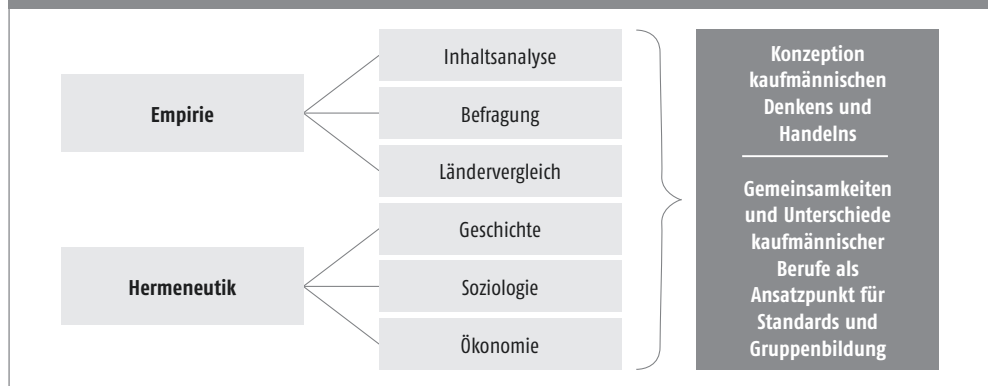 Empirie
Inhaltsanalyse
Befragung
Ländervergleich
Hermeneutik
Geschichte
Soziologie
Ökonomie
Konzeption
kaufmännischen
Denkens und
Handelns
Gemeinsamkeiten
und Unterschiede
kaufmännischer
Berufe als
Ansatzpunkt für
Standards und
Gruppenbildung